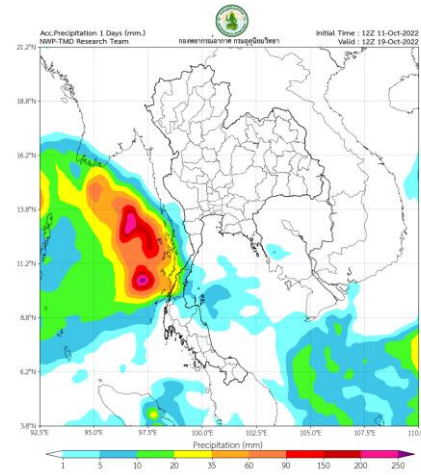 Acc.Precipitation 1 Days (mm.)
NWP-TMD Research Team
กองพยากรณ์อากาศ กรมอุตุนิยมวิทยา
Initial Time : 12Z 11-Oct-2022
Valid : 12Z 19-Oct-2022
21.2°N
18.8°N
16.2°N
13.8°N
11.2°N
8.8°N
6.2°N
3.8°N
92.5°E 95.0°E 97.5°E 100.0°E 102.5°E 105.0°E 107.5°E 110.0
Precipitation (mm)
1 5 10 20 35 60 90 150 200 250